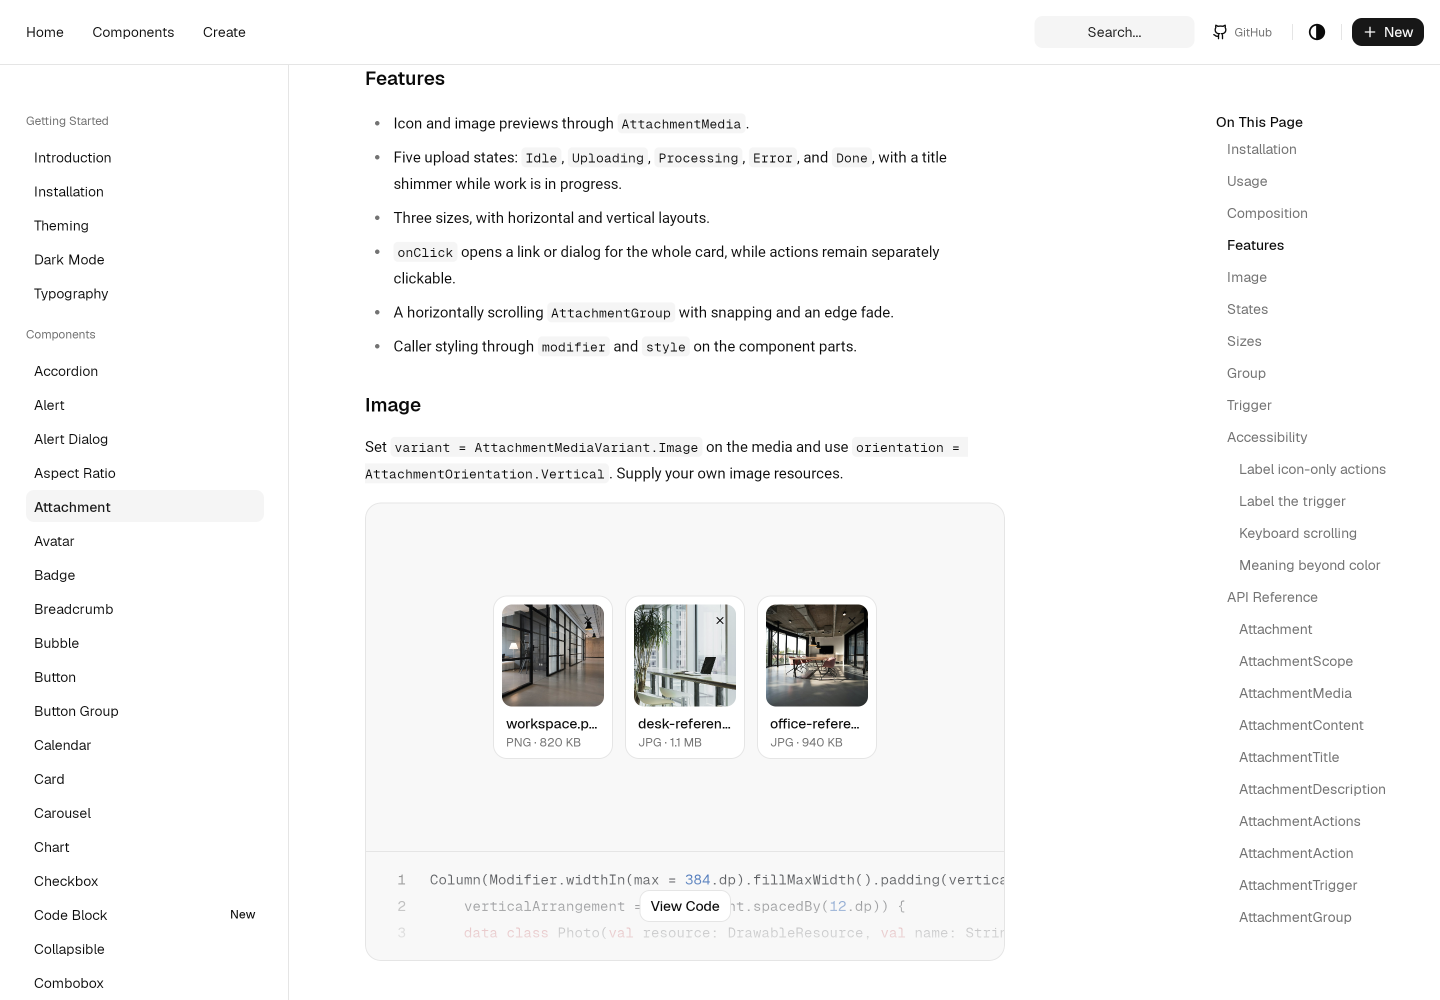 Home Components Create Search... GitHub New
Getting Started
Introduction
Installation
Theming
Dark Mode
Typography
Components
Accordion
Alert
Alert Dialog
Aspect Ratio
Attachment
Avatar
Badge
Breadcrumb
Bubble
Button
Button Group
Calendar
Card
Carousel
Chart
Checkbox
Code Block New
Collapsible
Combobox
Features
• Icon and image previews through AttachmentMedia.
• Five upload states: Idle, Uploading, Processing, Error, and Done, with a title
shimmer while work is in progress.
• Three sizes, with horizontal and vertical layouts.
• onClick opens a link or dialog for the whole card, while actions remain separately
clickable.
• A horizontally scrolling AttachmentGroup with snapping and an edge fade.
• Caller styling through modifier and style on the component parts.
Image
Set variant = AttachmentMediaVariant.Image on the media and use orientation =
AttachmentOrientation.Vertical. Supply your own image resources.
workspace.p...
PNG · 820 KB
desk-referen...
JPG · 1.1 MB
office-refere...
JPG · 940 KB
1 Column(Modifier.widthIn(max = 384.dp).fillMaxWidth().padding(vertica
2 verticalArrangement = View Code nt.spacedBy(12.dp)) {
3 data class Photo(val resource: DrawableResource, val name: Strin
On This Page
Installation
Usage
Composition
Features
Image
States
Sizes
Group
Trigger
Accessibility
Label icon-only actions
Label the trigger
Keyboard scrolling
Meaning beyond color
API Reference
Attachment
AttachmentScope
AttachmentMedia
AttachmentContent
AttachmentTitle
AttachmentDescription
AttachmentActions
AttachmentAction
AttachmentTrigger
AttachmentGroup